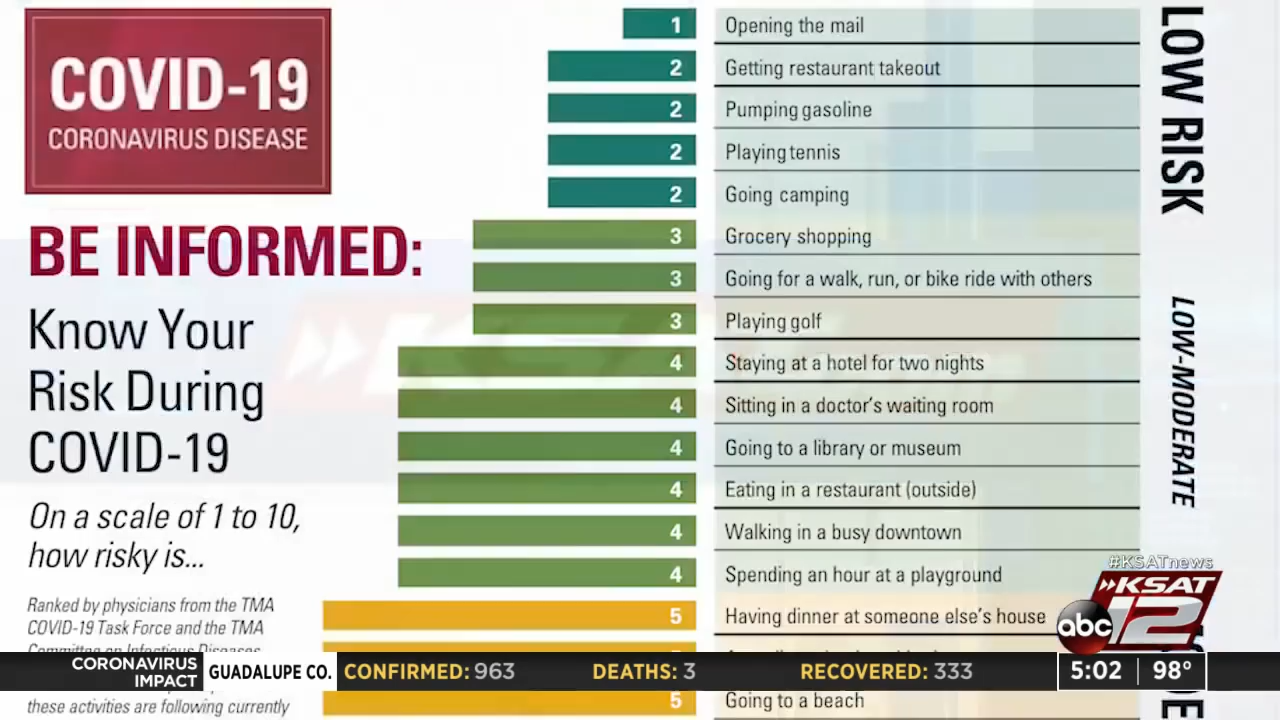 COVID-19
CORONAVIRUS DISEASE
BE INFORMED:
Know Your
Risk During
COVID-19
On a scale of 1 to 10,
how risky is...
Ranked by physicians from the TMA
COVID-19 Task Force and the TMA
Committee on Infectious Diseases
these activities are following currently
1 Opening the mail
2 Getting restaurant takeout
2 Pumping gasoline
2 Playing tennis
2 Going camping
3 Grocery shopping
3 Going for a walk, run, or bike ride with others
3 Playing golf
4 Staying at a hotel for two nights
4 Sitting in a doctor's waiting room
4 Going to a library or museum
4 Eating in a restaurant (outside)
4 Walking in a busy downtown
4 Spending an hour at a playground
5 Having dinner at someone else's house
5 Going to a beach
LOW RISK
LOW-MODERATE
#KSATnews
KSAT
abc 12
CORONAVIRUS
IMPACT
GUADALUPE CO. CONFIRMED: 963 DEATHS: 3 RECOVERED: 333
5:02 98°